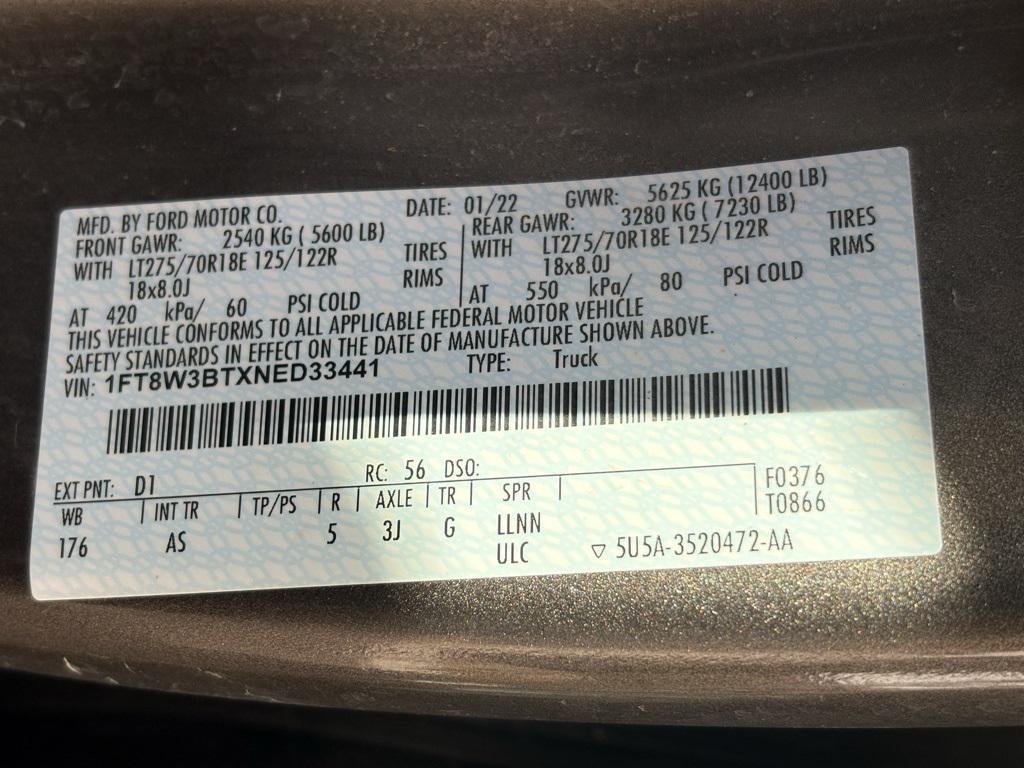 MFD. BY FORD MOTOR CO. DATE: 01/22 GVWR: 5625 KG (12400 LB)
FRONT GAWR: 2540 KG ( 5600 LB) REAR GAWR: 3280 KG ( 7230 LB)
WITH LT275/70R18E 125/122R TIRES WITH LT275/70R18E 125/122R TIRES
18x8.0J RIMS 18x8.0J RIMS
AT 420 kPa/ 60 PSI COLD AT 550 kPa/ 80 PSI COLD
THIS VEHICLE CONFORMS TO ALL APPLICABLE FEDERAL MOTOR VEHICLE
SAFETY STANDARDS IN EFFECT ON THE DATE OF MANUFACTURE SHOWN ABOVE.
VIN: 1FT8W3BTXNED33441 TYPE: Truck
EXT PNT: D1 RC: 56 DSO:
WB INT TR TP/PS R AXLE TR SPR F0376
T0866
176 AS 5 3J G LLNN
ULC ▽ 5U5A-3520472-AA